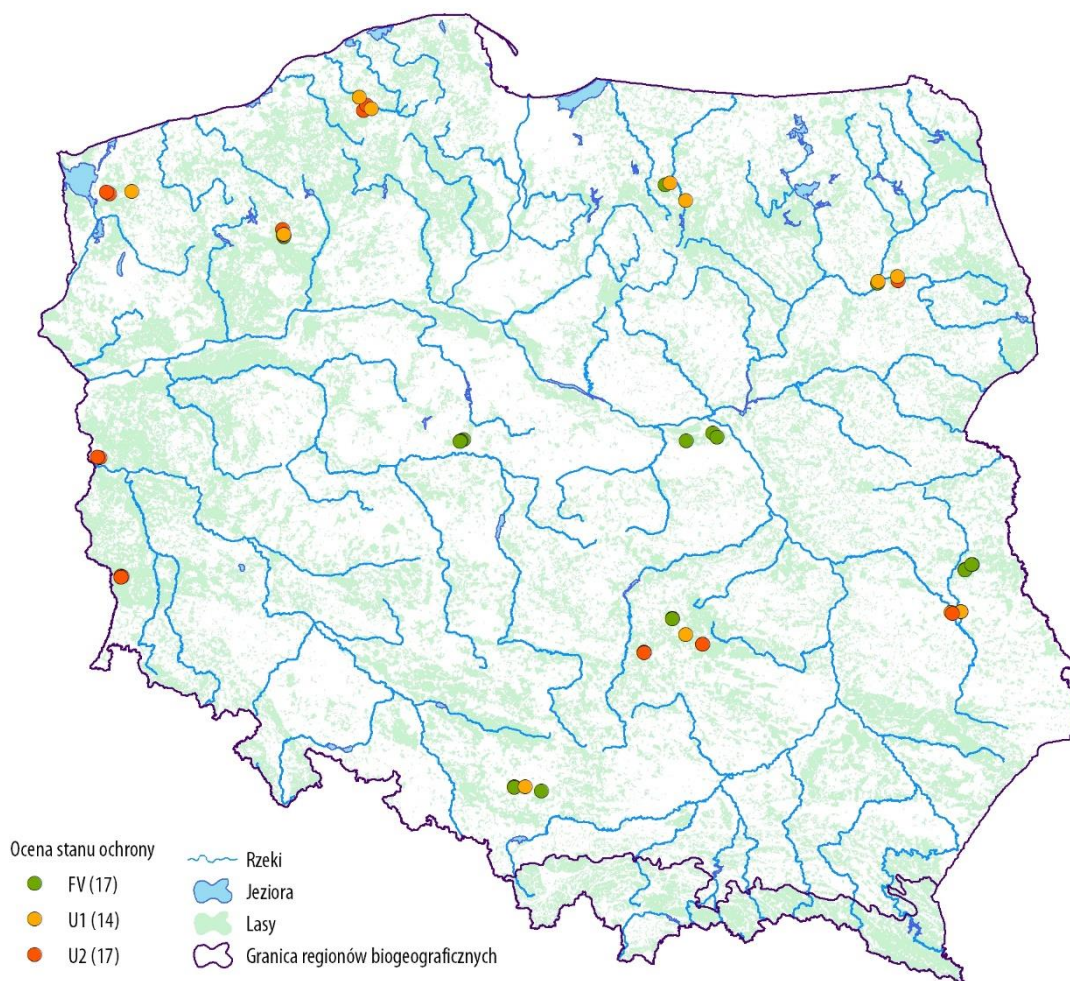 Ocena stanu ochrony
FV (17)
U1 (14)
U2 (17)
Rzeki
Jeziora
Lasy
Granica regionów biogeograficznych